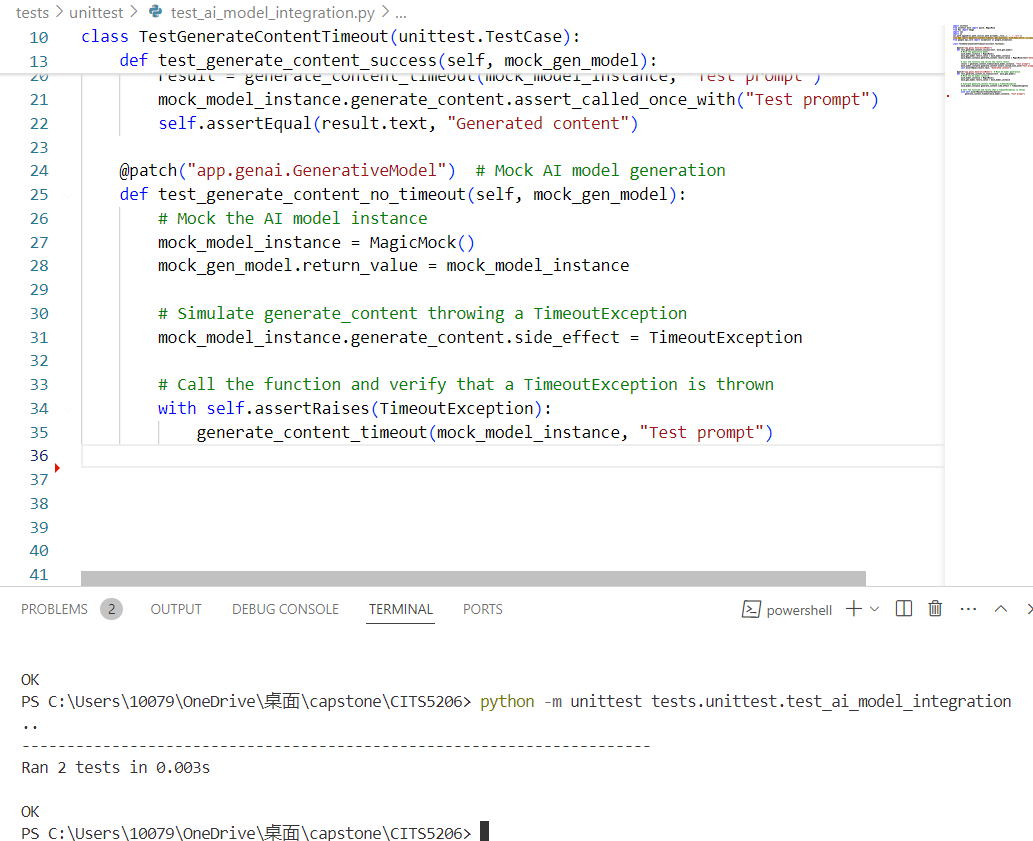 tests > unittest > test_ai_model_integration.py > ...
10 class TestGenerateContentTimeout(unittest.TestCase):
13 def test_generate_content_success(self, mock_gen_model):
20 result = generate_content_timeout(mock_model_instance, "Test prompt")
21 mock_model_instance.generate_content.assert_called_once_with("Test prompt")
22 self.assertEqual(result.text, "Generated content")
23
24 @patch("app.genai.GenerativeModel")  # Mock AI model generation
25 def test_generate_content_no_timeout(self, mock_gen_model):
26 # Mock the AI model instance
27 mock_model_instance = MagicMock()
28 mock_gen_model.return_value = mock_model_instance
29
30 # Simulate generate_content throwing a TimeoutException
31 mock_model_instance.generate_content.side_effect = TimeoutException
32
33 # Call the function and verify that a TimeoutException is thrown
34 with self.assertRaises(TimeoutException):
35 generate_content_timeout(mock_model_instance, "Test prompt")
36
37
38
39
40
41
PROBLEMS 2 OUTPUT DEBUG CONSOLE TERMINAL PORTS powershell
OK
PS C:\Users\10079\OneDrive\桌面\capstone\CITS5206> python -m unittest tests.unittest.test_ai_model_integration
..
----------------------------------------------------------------------
Ran 2 tests in 0.003s
OK
PS C:\Users\10079\OneDrive\桌面\capstone\CITS5206>